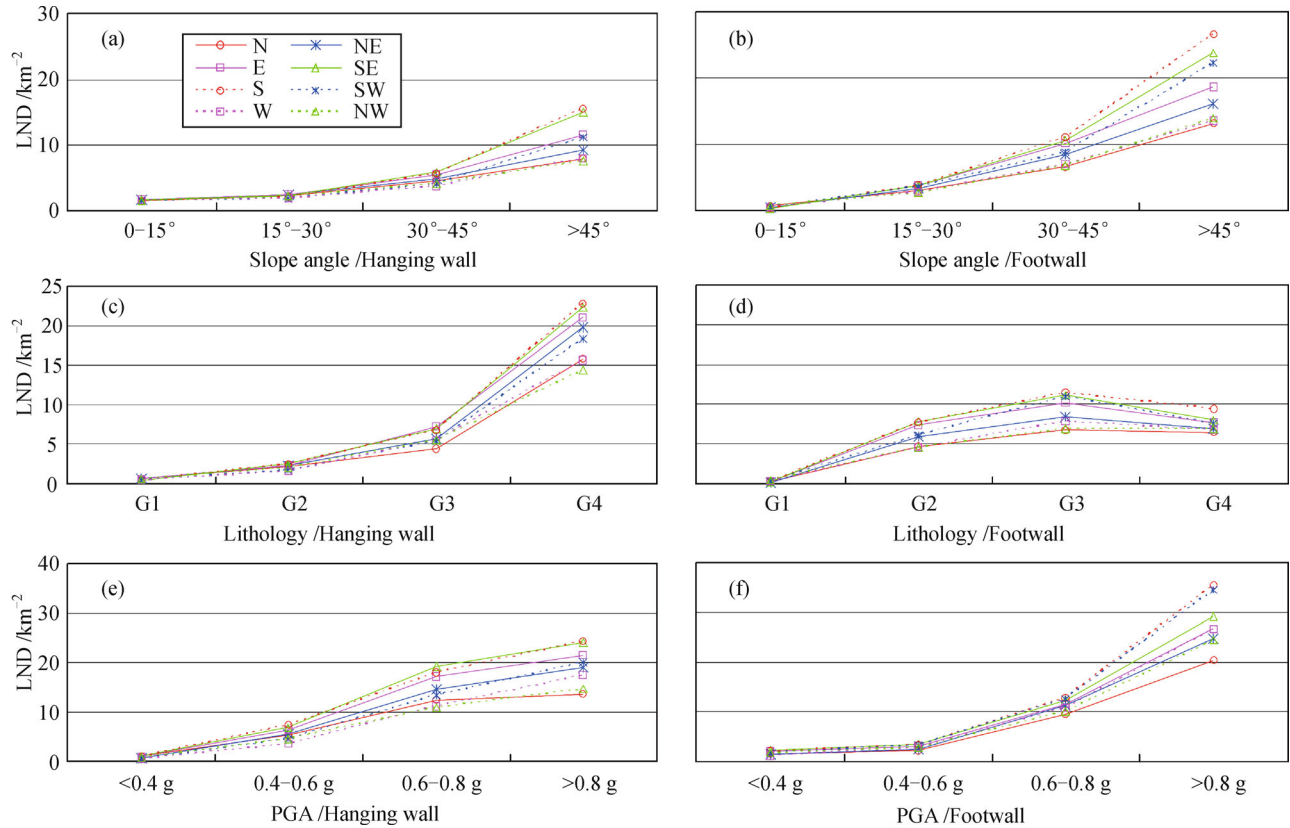 30
20
10
0
LND /km⁻²
(a)
N
NE
E
SE
S
SW
W
NW
0–15°
15°–30°
30°–45°
>45°
Slope angle /Hanging wall
(b)
0–15°
15°–30°
30°–45°
>45°
Slope angle /Footwall
25
20
15
10
5
0
LND /km⁻²
(c)
G1
G2
G3
G4
Lithology /Hanging wall
(d)
G1
G2
G3
G4
Lithology /Footwall
40
30
20
10
0
LND /km⁻²
(e)
<0.4 g
0.4–0.6 g
0.6–0.8 g
>0.8 g
PGA /Hanging wall
(f)
<0.4 g
0.4–0.6 g
0.6–0.8 g
>0.8 g
PGA /Footwall